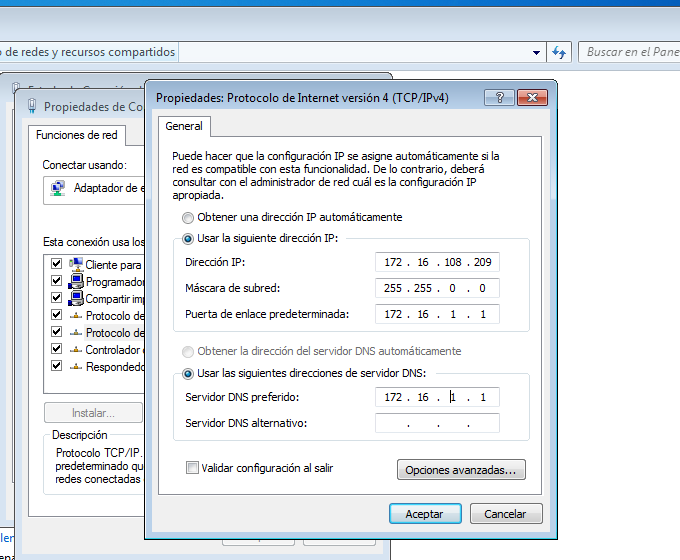 o de redes y recursos compartidos
Buscar en el Pane
Propiedades de Co
Funciones de red
Conectar usando:
Adaptador de e
Esta conexión usa los
Cliente para
Programador
Compartir imp
Protocolo de
Protocolo de
Controlador
Respondedo
Instalar...
Descripción
Protocolo TCP/IP.
predeterminado qu
redes conectadas
Propiedades: Protocolo de Internet versión 4 (TCP/IPv4)
General
Puede hacer que la configuración IP se asigne automáticamente si la
red es compatible con esta funcionalidad. De lo contrario, deberá
consultar con el administrador de red cuál es la configuración IP
apropiada.
Obtener una dirección IP automáticamente
Usar la siguiente dirección IP:
Dirección IP: 172 . 16 . 108 . 209
Máscara de subred: 255 . 255 . 0 . 0
Puerta de enlace predeterminada: 172 . 16 . 1 . 1
Obtener la dirección del servidor DNS automáticamente
Usar las siguientes direcciones de servidor DNS:
Servidor DNS preferido: 172 . 16 . 1 . 1
Servidor DNS alternativo: . . .
Validar configuración al salir
Opciones avanzadas...
Aceptar
Cancelar